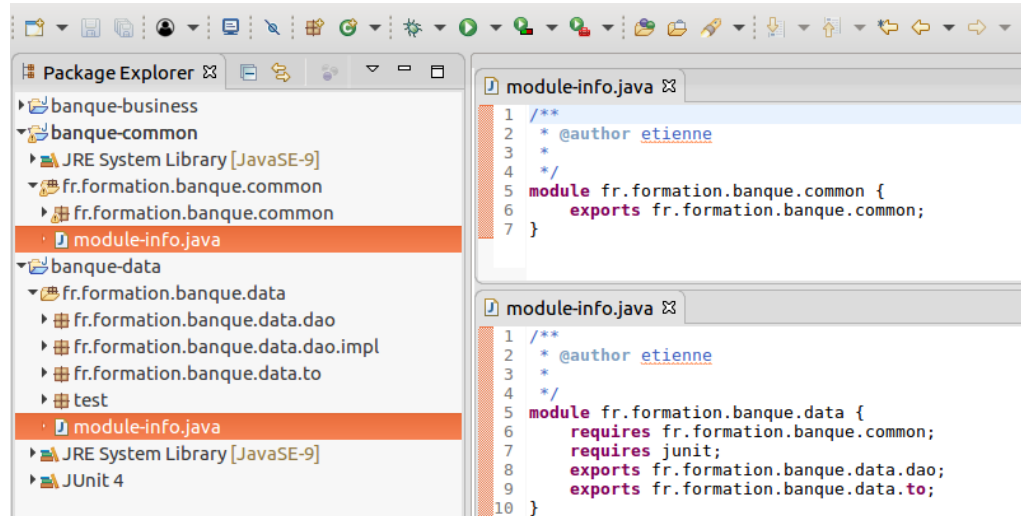 Package Explorer
banque-business
banque-common
JRE System Library [JavaSE-9]
fr.formation.banque.common
fr.formation.banque.common
module-info.java
banque-data
fr.formation.banque.data
fr.formation.banque.data.dao
fr.formation.banque.data.dao.impl
fr.formation.banque.data.to
test
module-info.java
JRE System Library [JavaSE-9]
JUnit 4
module-info.java
1 /**
2  * @author etienne
3  *
4  */
5 module fr.formation.banque.common {
6     exports fr.formation.banque.common;
7 }
module-info.java
1 /**
2  * @author etienne
3  *
4  */
5 module fr.formation.banque.data {
6     requires fr.formation.banque.common;
7     requires junit;
8     exports fr.formation.banque.data.dao;
9     exports fr.formation.banque.data.to;
10 }